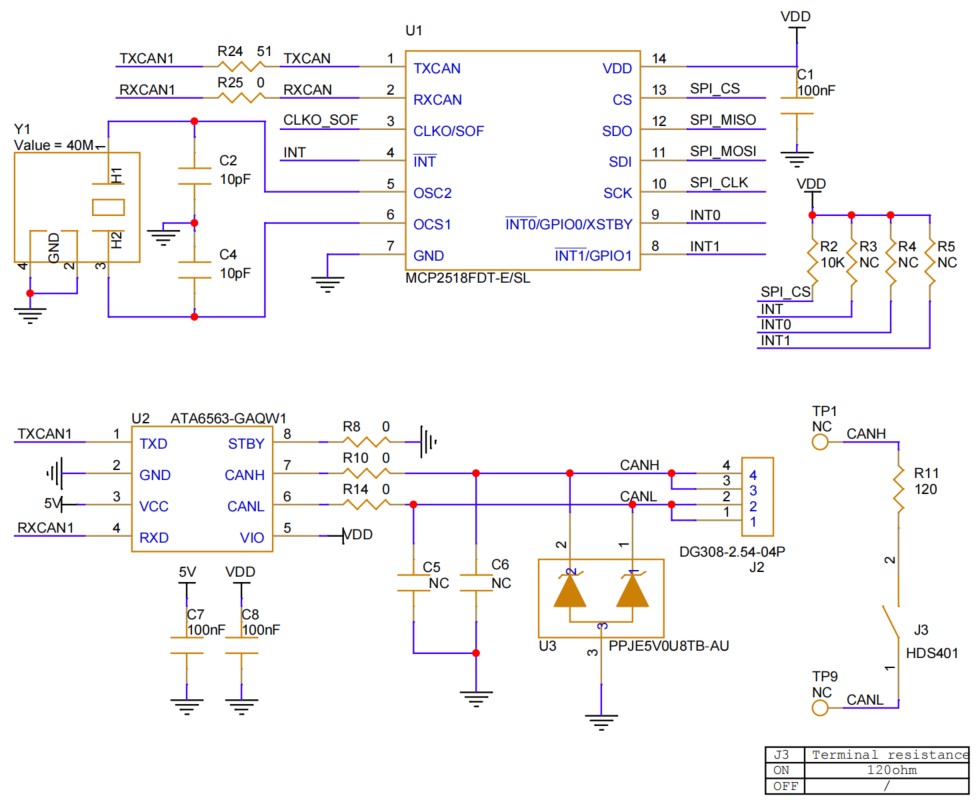 U1
VDD
R24 51
TXCAN1
TXCAN
1
TXCAN
VDD
14
C1
100nF
R25 0
RXCAN1
RXCAN
2
RXCAN
CS
13
SPI_CS
CLKO_SOF
3
CLKO/SOF
SDO
12
SPI_MISO
INT
4
INT
SDI
11
SPI_MOSI
5
OSC2
SCK
10
SPI_CLK
6
OCS1
INT0/GPIO0/XSTBY
9
INT0
7
GND
INT1/GPIO1
8
INT1
MCP2518FDT-E/SL
Y1
Value = 40M
1
H1
H2
GND
4
2
3
C2
10pF
C4
10pF
VDD
R2
10K
R3
NC
R4
NC
R5
NC
SPI_CS
INT
INT0
INT1
U2
ATA6563-GAQW1
TXCAN1
1
TXD
STBY
8
R8 0
2
GND
CANH
7
R10 0
CANH
5V
3
VCC
CANL
6
R14 0
CANL
RXCAN1
4
RXD
VIO
5
VDD
4
3
2
1
4
3
2
1
DG308-2.54-04P
J2
5V
C7
100nF
VDD
C8
100nF
C5
NC
C6
NC
2
1
2
1
3
3
U3
PPJE5V0U8TB-AU
TP1
NC
CANH
R11
120
2
J3
HDS401
1
TP9
NC
CANL
J3 Terminal resistance
ON 120ohm
OFF /